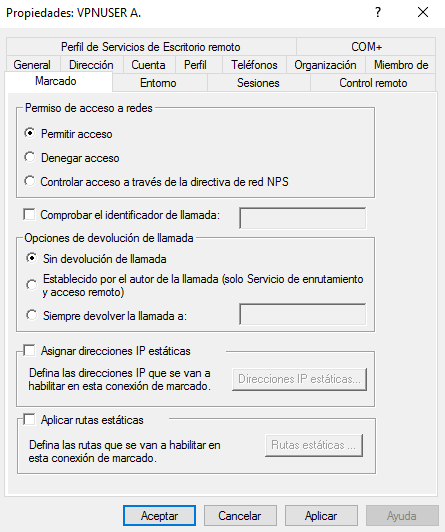 Propiedades: VPNUSER A.
?
Perfil de Servicios de Escritorio remoto
COM+
General
Dirección
Cuenta
Perfil
Teléfonos
Organización
Miembro de
Marcado
Entorno
Sesiones
Control remoto
Permiso de acceso a redes
Permitir acceso
Denegar acceso
Controlar acceso a través de la directiva de red NPS
Comprobar el identificador de llamada:
Opciones de devolución de llamada
Sin devolución de llamada
Establecido por el autor de la llamada (solo Servicio de enrutamiento
y acceso remoto)
Siempre devolver la llamada a:
Asignar direcciones IP estáticas
Defina las direcciones IP que se van a
habilitar en esta conexión de marcado.
Direcciones IP estáticas...
Aplicar rutas estáticas
Defina las rutas que se van a habilitar en
esta conexión de marcado.
Rutas estáticas ...
Aceptar
Cancelar
Aplicar
Ayuda